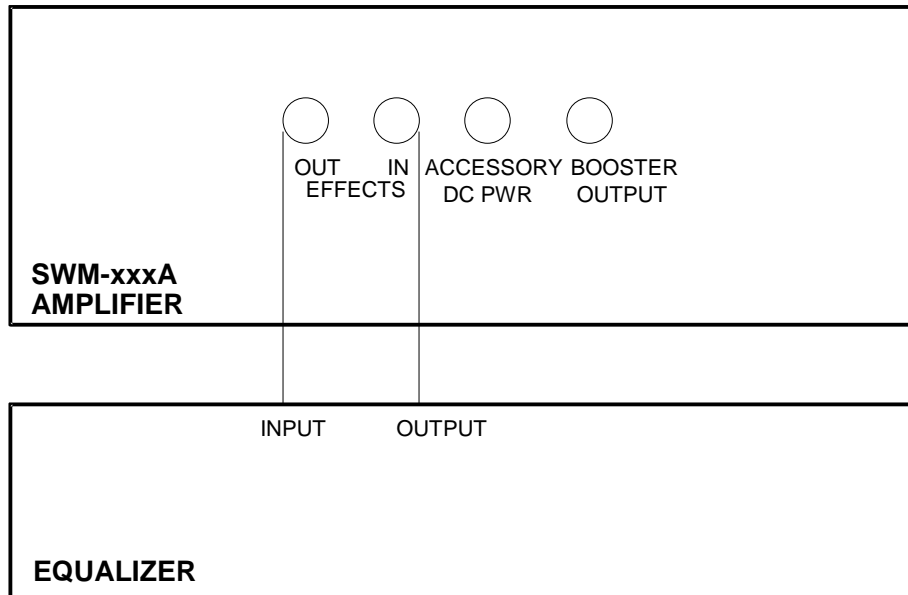 OUT IN ACCESSORY BOOSTER
EFFECTS DC PWR OUTPUT
SWM-xxxA
AMPLIFIER
INPUT OUTPUT
EQUALIZER